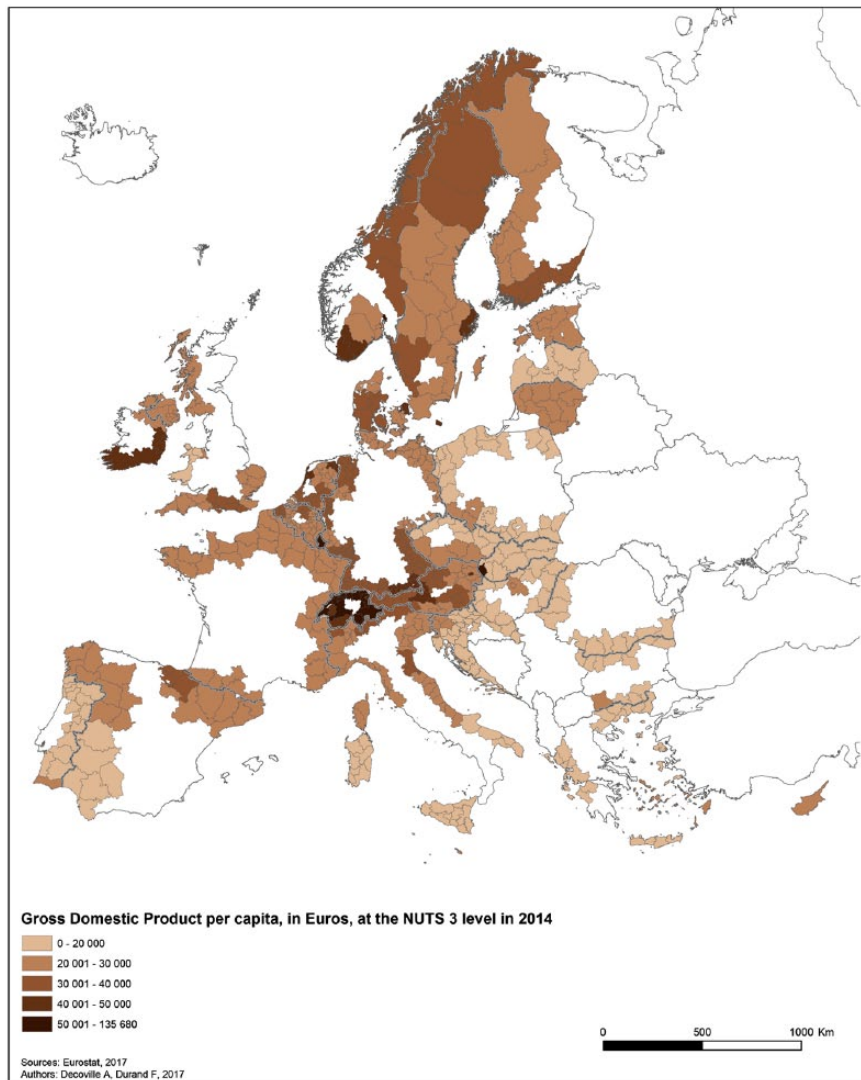 Gross Domestic Product per capita, in Euros, at the NUTS 3 level in 2014
0 - 20 000
20 001 - 30 000
30 001 - 40 000
40 001 - 50 000
50 001 - 135 680
0 500 1000 Km
Sources: Eurostat, 2017
Authors: Decoville A, Durand F, 2017